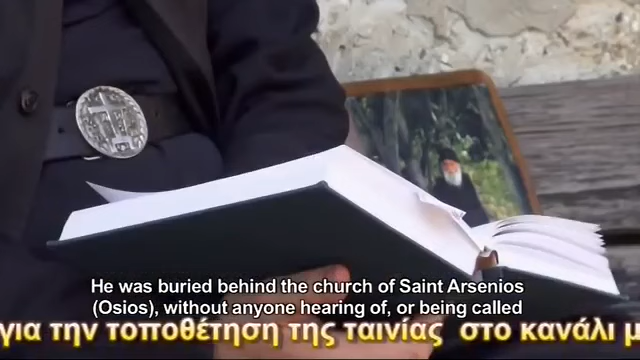 He was buried behind the church of Saint Arsenios
(Osios), without anyone hearing of, or being called
για την τοποθέτηση της ταινίας στο κανάλι μ